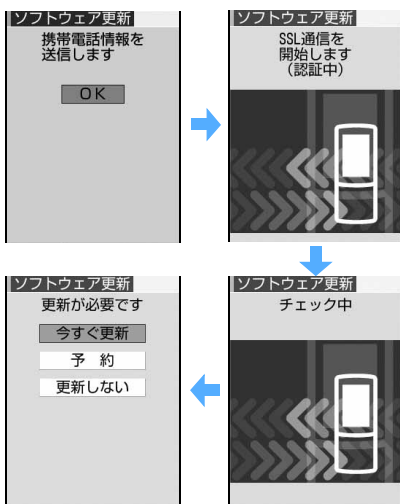 ソフトウェア更新
携帯電話情報を
送信します
OK
ソフトウェア更新
SSL通信を
開始します
(認証中)
ソフトウェア更新
チェック中
ソフトウェア更新
更新が必要です
今すぐ更新
予 約
更新しない